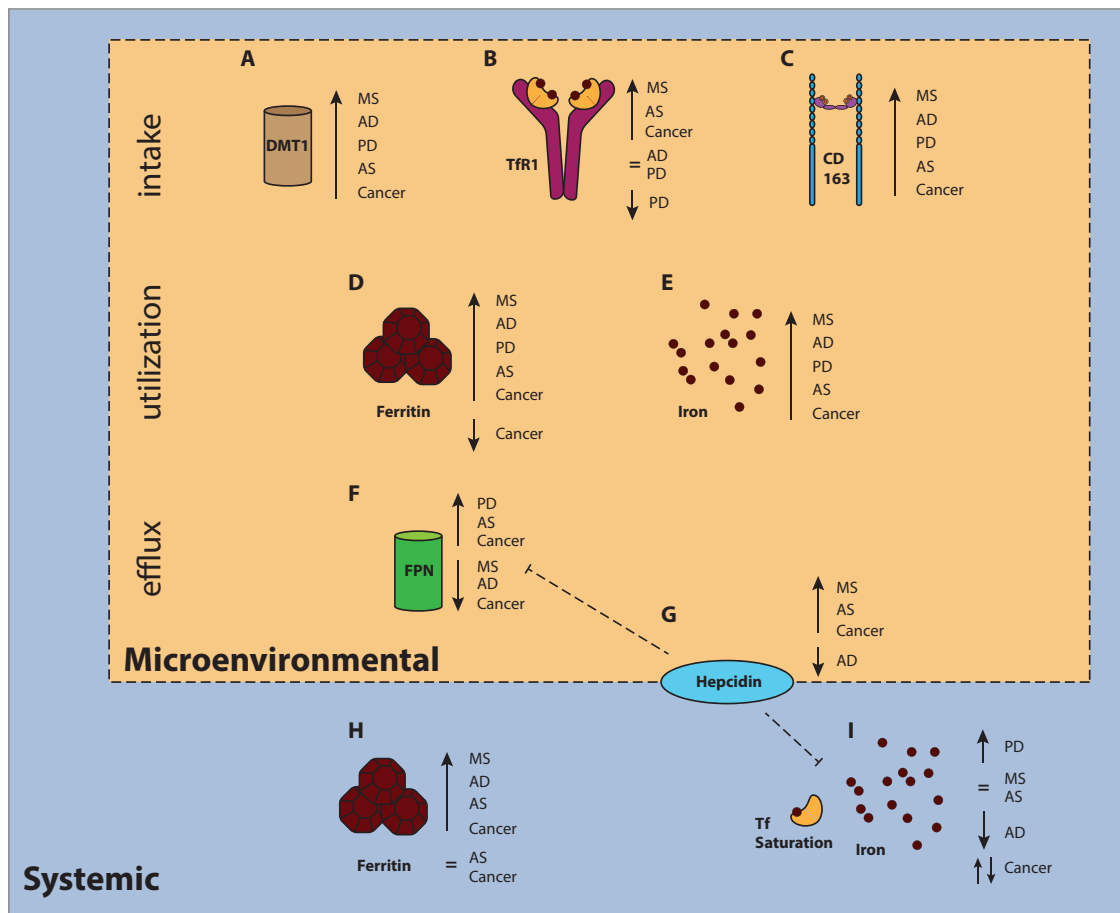 intake
A
DMT1
MS
AD
PD
AS
Cancer
B
TfR1
MS
AS
Cancer
=
AD
PD
PD
C
CD
163
MS
AD
PD
AS
Cancer
utilization
D
Ferritin
MS
AD
PD
AS
Cancer
Cancer
E
Iron
MS
AD
PD
AS
Cancer
efflux
F
FPN
PD
AS
Cancer
MS
AD
Cancer
G
Hepcidin
MS
AS
Cancer
AD
Microenvironmental
H
Ferritin
MS
AD
AS
Cancer
=
AS
Cancer
I
Tf
Saturation
Iron
PD
=
MS
AS
AD
Cancer
Systemic